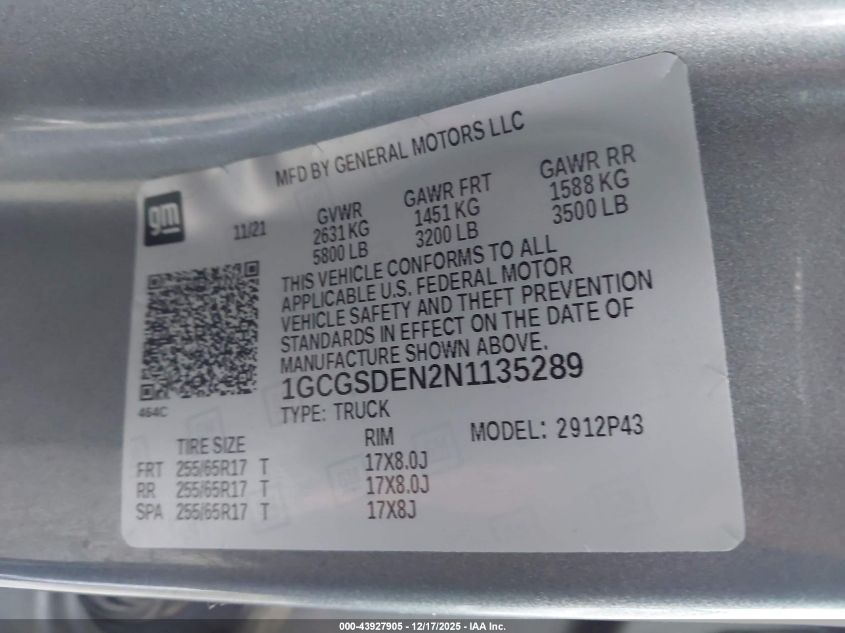 MFD BY GENERAL MOTORS LLC
gm
11/21
GVWR GAWR FRT GAWR RR
2631 KG 1451 KG 1588 KG
5800 LB 3200 LB 3500 LB
THIS VEHICLE CONFORMS TO ALL
APPLICABLE U.S. FEDERAL MOTOR
VEHICLE SAFETY AND THEFT PREVENTION
STANDARDS IN EFFECT ON THE DATE OF
MANUFACTURE SHOWN ABOVE.
1GCGSDEN2N1135289
464C
TYPE: TRUCK
MODEL: 2912P43
TIRE SIZE RIM
FRT 255/65R17 T 17X8.0J
RR 255/65R17 T 17X8.0J
SPA 255/65R17 T 17X8J
000-43927905 - 12/17/2025 - IAA Inc.